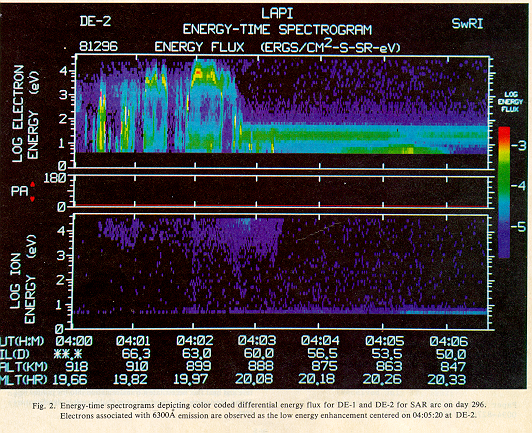 LAPI
DE-2
ENERGY-TIME SPECTROGRAM
SwRI
81296
ENERGY FLUX (ERGS/CM2-S-SR-eV)
LOG ELECTRON
ENERGY (eV)
4
3
2
1
0
LOG
ENERGY
FLUX
-3
-4
-5
PA
180
0
LOG ION
ENERGY (eV)
4
3
2
1
0
UT(H:M) 04:00 04:01 04:02 04:03 04:04 04:05 04:06
IL(D) **.* 66,3 63,0 60,0 56,5 53,5 50,0
ALT(KM) 918 910 899 888 875 863 847
MLT(HR) 19,66 19,82 19,97 20,08 20,18 20,26 20,33
Fig. 2. Energy-time spectrograms depicting color coded differential energy flux for DE-1 and DE-2 for SAR arc on day 296.
Electrons associated with 6300Å emission are observed as the low energy enhancement centered on 04:05:20 at DE-2.